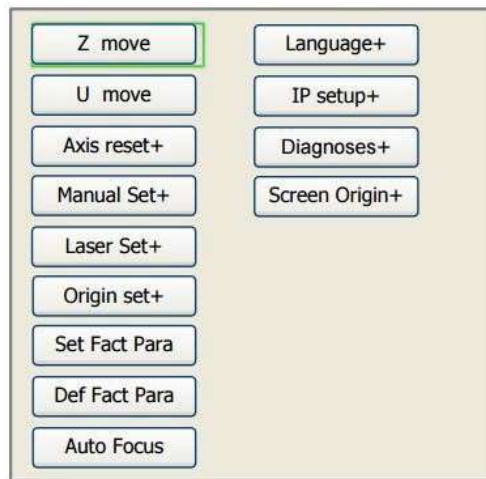 Z move
U move
Axis reset+
Manual Set+
Laser Set+
Origin set+
Set Fact Para
Def Fact Para
Auto Focus
Language+
IP setup+
Diagnoses+
Screen Origin+